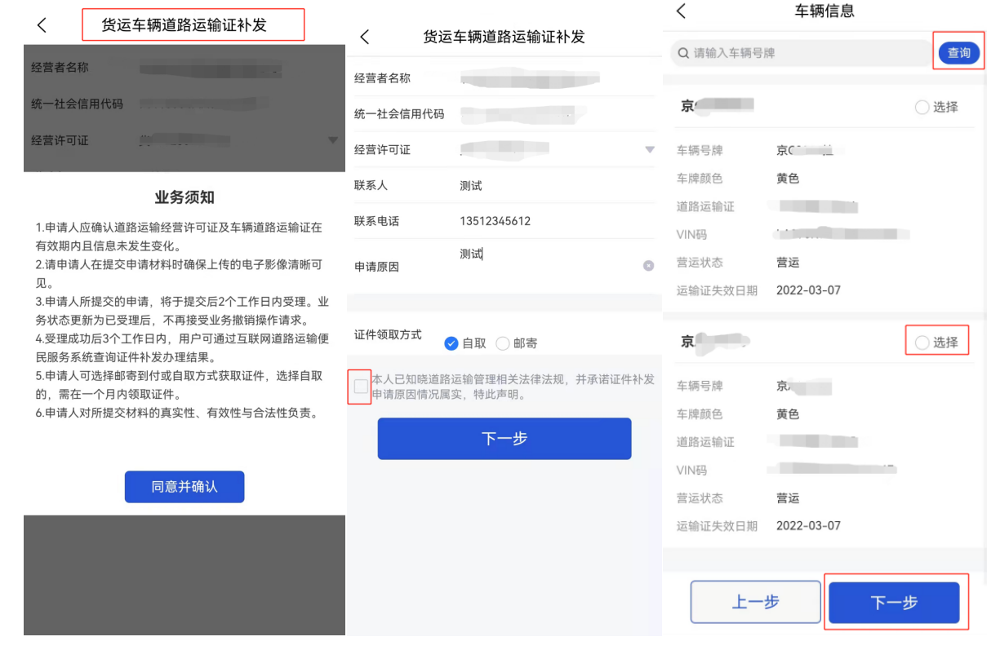 货运车辆道路运输证补发
经营者名称
统一社会信用代码
经营许可证
业务须知
1.申请人应确认道路运输经营许可证及车辆道路运输证在
有效期内且信息未发生变化。
2.请申请人在提交申请材料时确保上传的电子影像清晰可
见。
3.申请人所提交的申请，将于提交后2个工作日内受理。业
务状态更新为已受理后，不再接受业务撤销操作请求。
4.受理成功后3个工作日内，用户可通过互联网道路运输便
民服务系统查询证件补发办理结果。
5.申请人可选择邮寄到付或自取方式获取证件，选择自取
的，需在一个月内领取证件。
6.申请人对所提交材料的真实性、有效性与合法性负责。
同意并确认
货运车辆道路运输证补发
经营者名称
统一社会信用代码
经营许可证
联系人 测试
联系电话 13512345612
申请原因 测试
证件领取方式 自取 邮寄
本人已知晓道路运输管理相关法律法规，并承诺证件补发
申请原因情况属实，特此声明。
下一步
车辆信息
请输入车辆号牌 查询
京 选择
车辆号牌 京
车牌颜色 黄色
道路运输证
VIN码
营运状态 营运
运输证失效日期 2022-03-07
京 选择
车辆号牌 京
车牌颜色 黄色
道路运输证
VIN码
营运状态 营运
运输证失效日期 2022-03-07
上一步 下一步